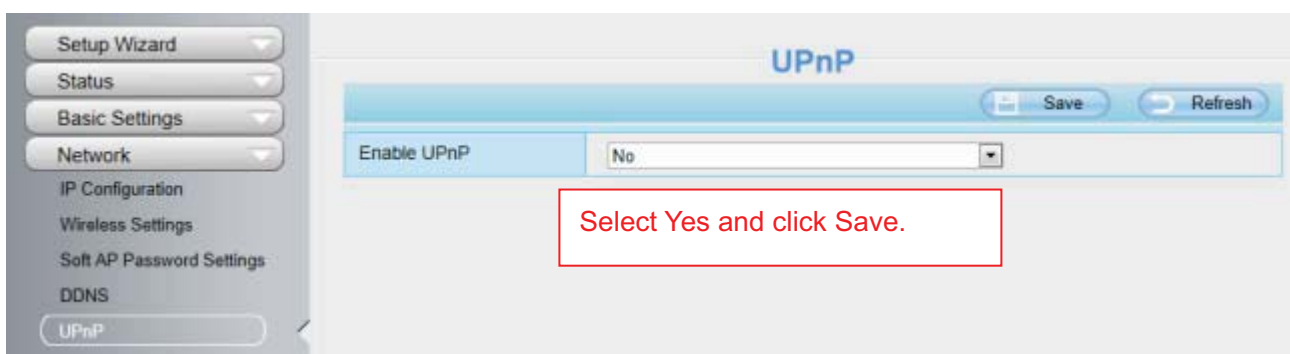 Setup Wizard
Status
Basic Settings
Network
IP Configuration
Wireless Settings
Soft AP Password Settings
DDNS
UPnP
UPnP
Save Refresh
Enable UPnP No
Select Yes and click Save.